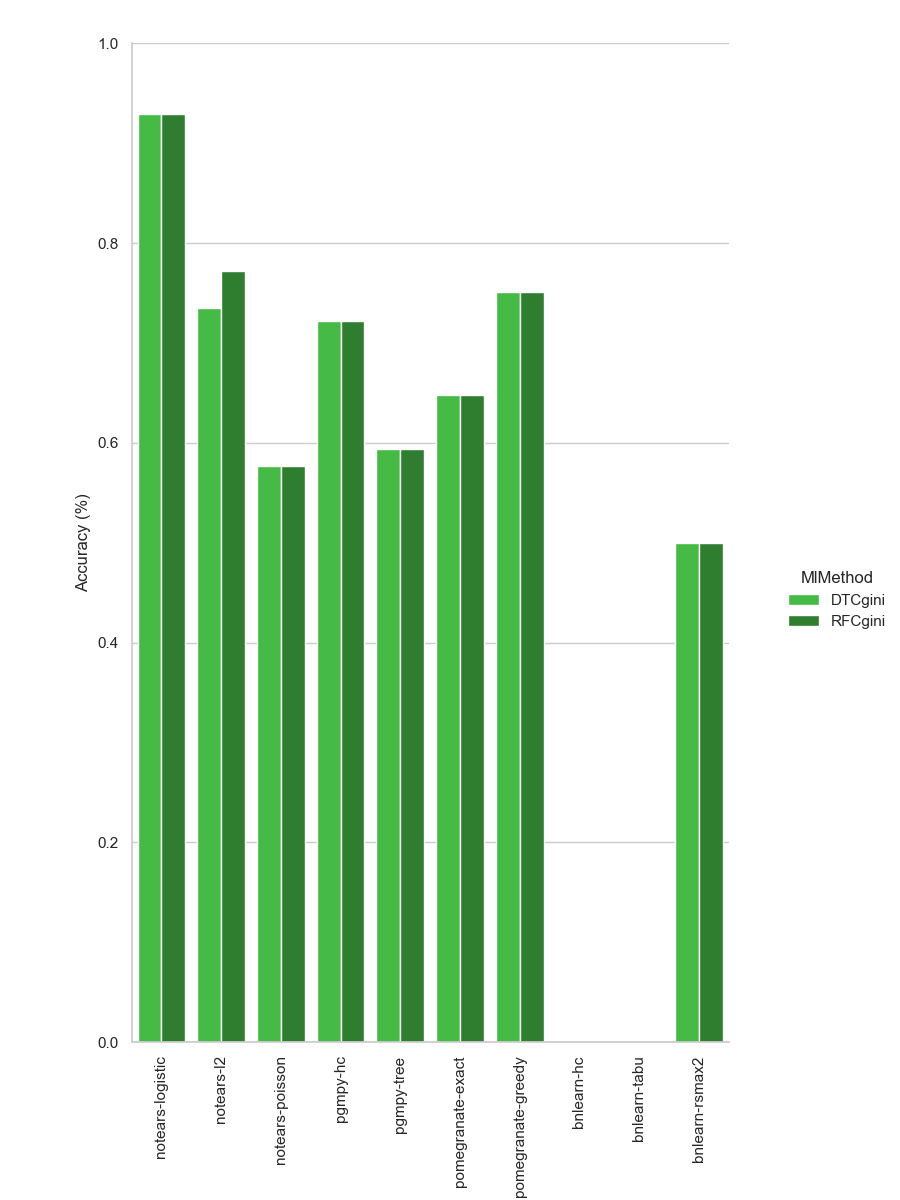 1.0
0.8
0.6
0.4
0.2
0.0
Accuracy (%)
notears-logistic
notears-l2
notears-poisson
pgmpy-hc
pgmpy-tree
pomegranate-exact
pomegranate-greedy
bnlearn-hc
bnlearn-tabu
bnlearn-rsmax2
MIMethod
DTCgini
RFCgini